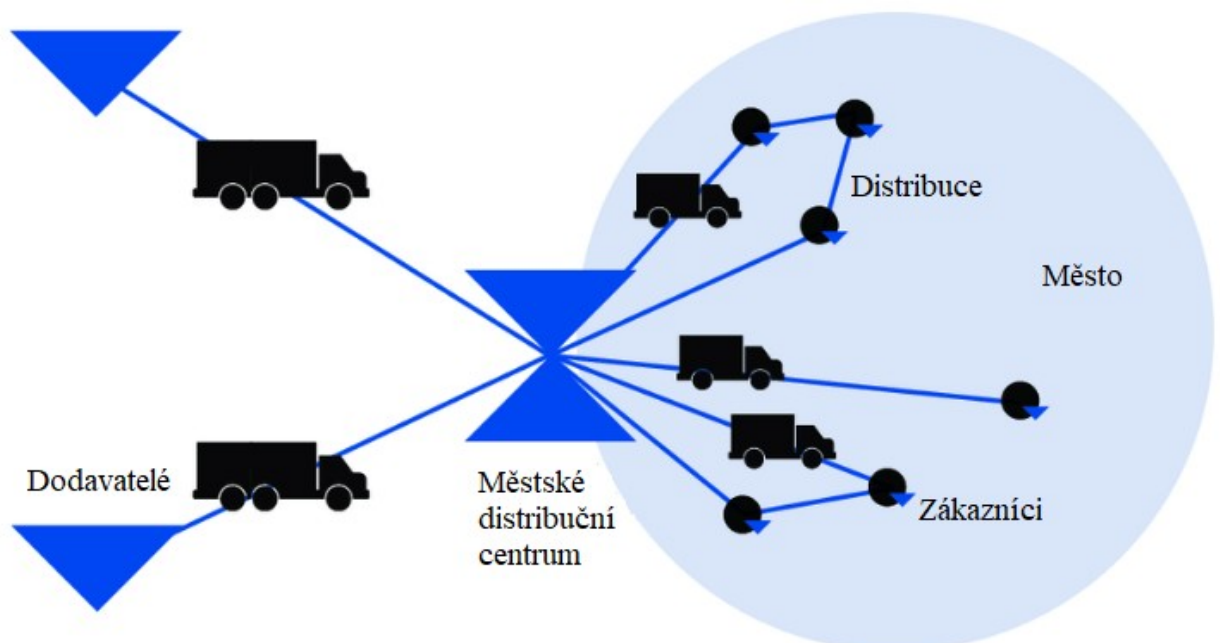 Distribuce
Město
Dodavatelé
Městské
distribuční
centrum
Zákazníci